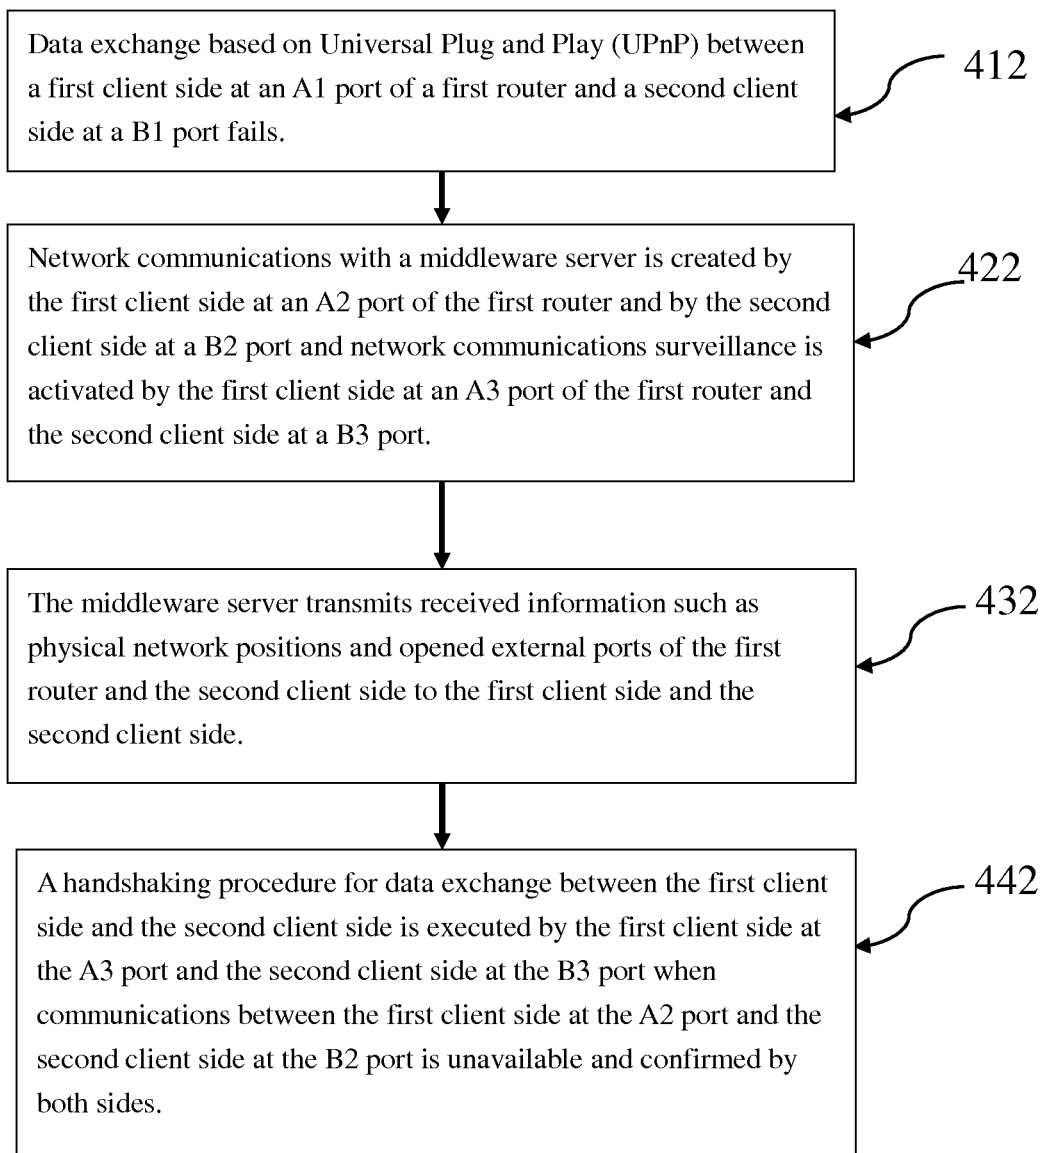 Data exchange based on Universal Plug and Play (UPnP) between
a first client side at an A1 port of a first router and a second client
side at a B1 port fails.
412
Network communications with a middleware server is created by
the first client side at an A2 port of the first router and by the second
client side at a B2 port and network communications surveillance is
activated by the first client side at an A3 port of the first router and
the second client side at a B3 port.
422
The middleware server transmits received information such as
physical network positions and opened external ports of the first
router and the second client side to the first client side and the
second client side.
432
A handshaking procedure for data exchange between the first client
side and the second client side is executed by the first client side at
the A3 port and the second client side at the B3 port when
communications between the first client side at the A2 port and the
second client side at the B2 port is unavailable and confirmed by
both sides.
442